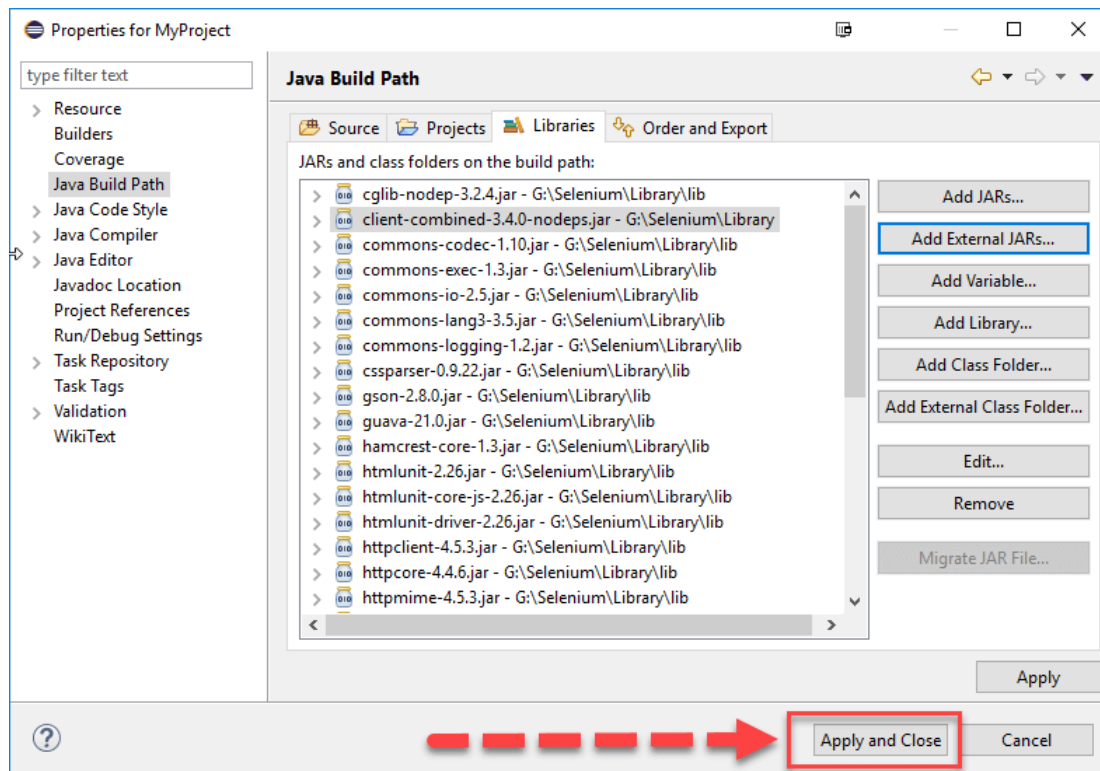 Properties for MyProject
type filter text
Resource
Builders
Coverage
Java Build Path
Java Code Style
Java Compiler
Java Editor
Javadoc Location
Project References
Run/Debug Settings
Task Repository
Task Tags
Validation
WikiText
Java Build Path
Source Projects Libraries Order and Export
JARs and class folders on the build path:
cglib-nodep-3.2.4.jar - G:\Selenium\Library\lib
client-combined-3.4.0-nodeps.jar - G:\Selenium\Library
commons-codec-1.10.jar - G:\Selenium\Library\lib
commons-exec-1.3.jar - G:\Selenium\Library\lib
commons-io-2.5.jar - G:\Selenium\Library\lib
commons-lang3-3.5.jar - G:\Selenium\Library\lib
commons-logging-1.2.jar - G:\Selenium\Library\lib
cssparser-0.9.22.jar - G:\Selenium\Library\lib
gson-2.8.0.jar - G:\Selenium\Library\lib
guava-21.0.jar - G:\Selenium\Library\lib
hamcrest-core-1.3.jar - G:\Selenium\Library\lib
htmlunit-2.26.jar - G:\Selenium\Library\lib
htmlunit-core-js-2.26.jar - G:\Selenium\Library\lib
htmlunit-driver-2.26.jar - G:\Selenium\Library\lib
httpclient-4.5.3.jar - G:\Selenium\Library\lib
httpcore-4.4.6.jar - G:\Selenium\Library\lib
httpmime-4.5.3.jar - G:\Selenium\Library\lib
Add JARs...
Add External JARs...
Add Variable...
Add Library...
Add Class Folder...
Add External Class Folder...
Edit...
Remove
Migrate JAR File...
Apply
Apply and Close
Cancel